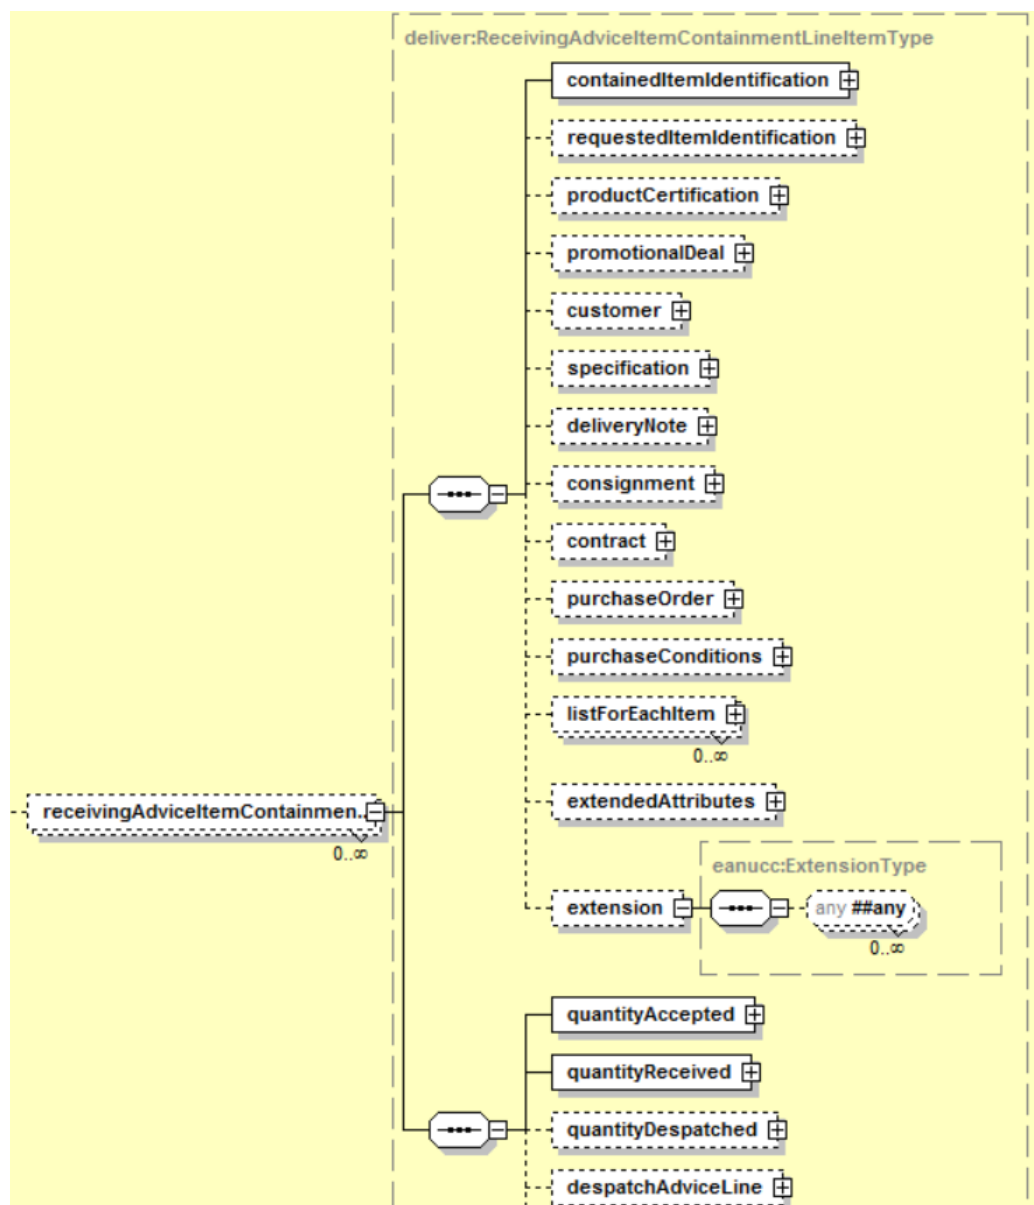 deliver:ReceivingAdviceItemContainmentLineItemType
containedItemIdentification
requestedItemIdentification
productCertification
promotionalDeal
customer
specification
deliveryNote
consignment
contract
purchaseOrder
purchaseConditions
listForEachItem
0..∞
extendedAttributes
receivingAdviceItemContainmen..
0..∞
eanucc:ExtensionType
extension
any ##any
0..∞
quantityAccepted
quantityReceived
quantityDespatched
despatchAdviceLine